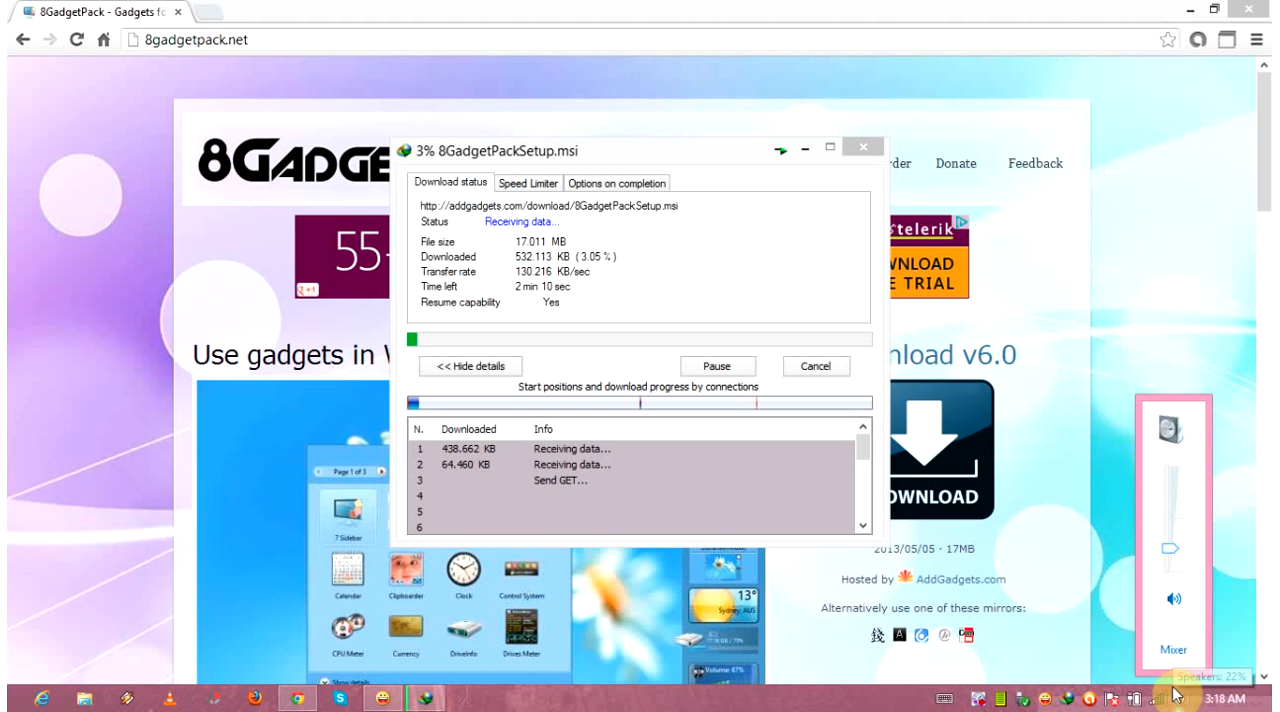 8GadgetPack - Gadgets fo
8gadgetpack.net
8GADGE
rder Donate Feedback
3% 8GadgetPackSetup.msi
Download status Speed Limiter Options on completion
http://addgadgets.com/download/8GadgetPackSetup.msi
Status Receiving data...
File size 17.011 MB
Downloaded 532.113 KB ( 3.05 % )
Transfer rate 130.216 KB/sec
Time left 2 min 10 sec
Resume capability Yes
<< Hide details Pause Cancel
Start positions and download progress by connections
N. Downloaded Info
1 438.662 KB Receiving data...
2 64.460 KB Receiving data...
3 Send GET...
4
5
6
55
telerik
WNLOAD
E TRIAL
Use gadgets in W
nload v6.0
OWNLOAD
2013/05/05 · 17MB
Hosted by AddGadgets.com
Alternatively use one of these mirrors:
Page 1 of 3
7 Sidebar
Calendar Clipboarder Clock Control System
CPU Meter Currency DriveInfo Drives Meter
Show details
13°
Sydney, AUS
Volume: 67%
Mixer
Speakers: 22%
3:18 AM